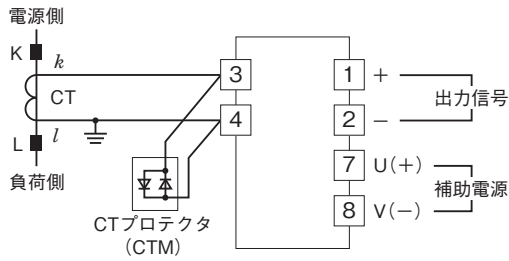 電源側
K
k
CT
L
l
負荷側
3
4
CTプロテクタ
(CTM)
1 +
2 −
出力信号
7 U(+)
8 V(−)
補助電源